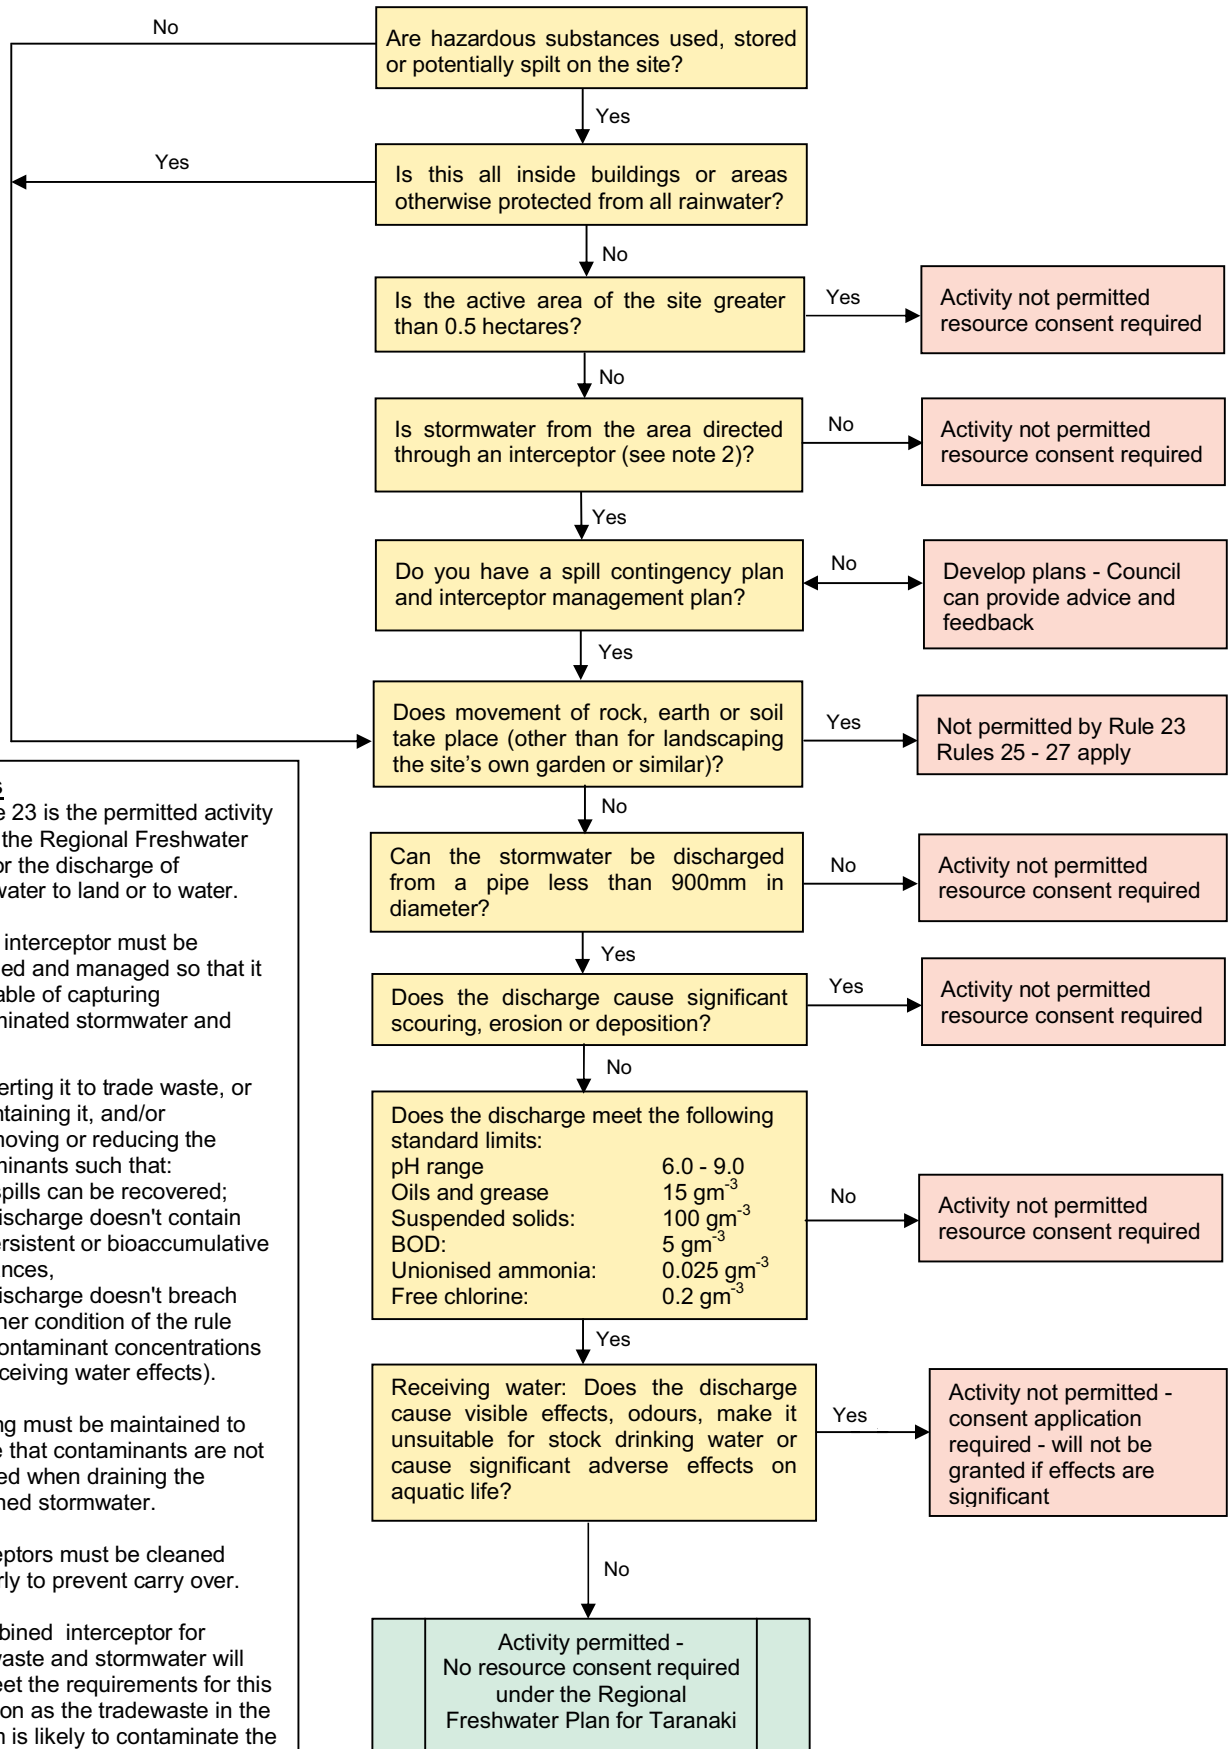 No
Are hazardous substances used, stored
or potentially spilt on the site?
Yes
Yes
Is this all inside buildings or areas
otherwise protected from all rainwater?
No
Is the active area of the site greater
than 0.5 hectares?
Yes
Activity not permitted
resource consent required
No
Is stormwater from the area directed
through an interceptor (see note 2)?
No
Activity not permitted
resource consent required
Yes
Do you have a spill contingency plan
and interceptor management plan?
No
Develop plans - Council
can provide advice and
feedback
Yes
Does movement of rock, earth or soil
take place (other than for landscaping
the site's own garden or similar)?
Yes
Not permitted by Rule 23
Rules 25 - 27 apply
No
Can the stormwater be discharged
from a pipe less than 900mm in
diameter?
No
Activity not permitted
resource consent required
Yes
Does the discharge cause significant
scouring, erosion or deposition?
Yes
Activity not permitted
resource consent required
No
Does the discharge meet the following
standard limits:
pH range 6.0 - 9.0
Oils and grease 15 gm⁻³
Suspended solids: 100 gm⁻³
BOD: 5 gm⁻³
Unionised ammonia: 0.025 gm⁻³
Free chlorine: 0.2 gm⁻³
No
Activity not permitted
resource consent required
Yes
Receiving water: Does the discharge
cause visible effects, odours, make it
unsuitable for stock drinking water or
cause significant adverse effects on
aquatic life?
Yes
Activity not permitted -
consent application
required - will not be
granted if effects are
significant
No
Activity permitted -
No resource consent required
under the Regional
Freshwater Plan for Taranaki
23 is the permitted activity
the Regional Freshwater
or the discharge of
water to land or to water.
interceptor must be
ed and managed so that it
able of capturing
minated stormwater and
erting it to trade waste, or
ntaining it, and/or
moving or reducing the
minants such that:
spills can be recovered;
ischarge doesn't contain
ersistent or bioaccumulative
nces,
ischarge doesn't breach
her condition of the rule
ontaminant concentrations
ceiving water effects).
ng must be maintained to
that contaminants are not
ed when draining the
ned stormwater.
eptors must be cleaned
rly to prevent carry over.
bined interceptor for
vaste and stormwater will
eet the requirements for this
on as the tradewaste in the
is likely to contaminate the